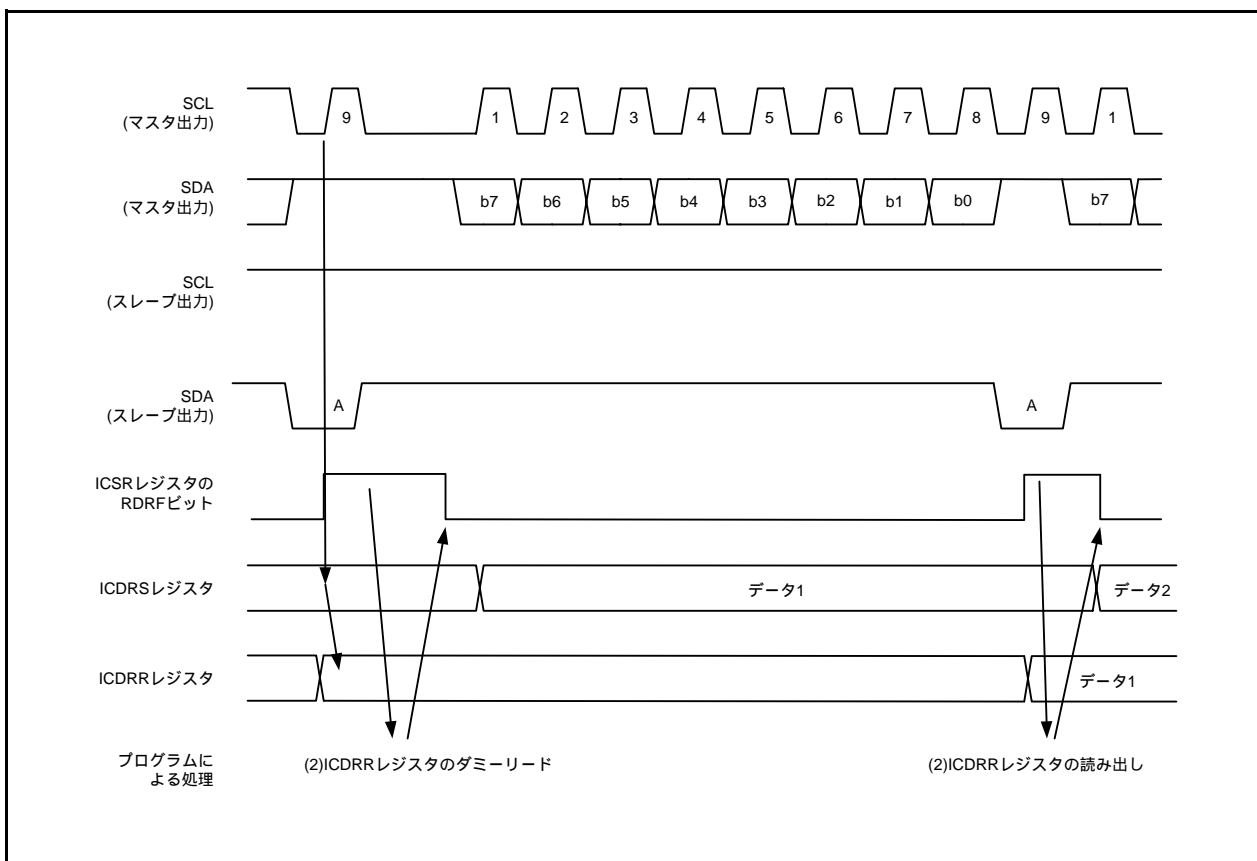 SCL
(マスタ出力)
9 1 2 3 4 5 6 7 8 9 1
SDA
(マスタ出力)
b7 b6 b5 b4 b3 b2 b1 b0 b7
SCL
(スレーブ出力)
SDA
(スレーブ出力)
A A
ICSRレジスタの
RDRFビット
ICDRSレジスタ
データ1 データ2
ICDRRレジスタ
データ1
プログラムに
よる処理
(2)ICDRRレジスタのダミーリード (2)ICDRRレジスタの読み出し